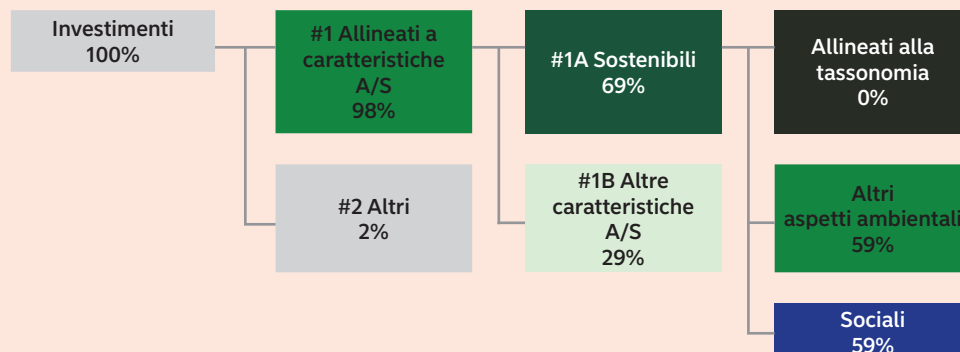 Investimenti
100%
#1 Allineati a
caratteristiche
A/S
98%
#1A Sostenibili
69%
Allineati alla
tassonomia
0%
#2 Altri
2%
#1B Altre
caratteristiche
A/S
29%
Altri
aspetti ambientali
59%
Sociali
59%